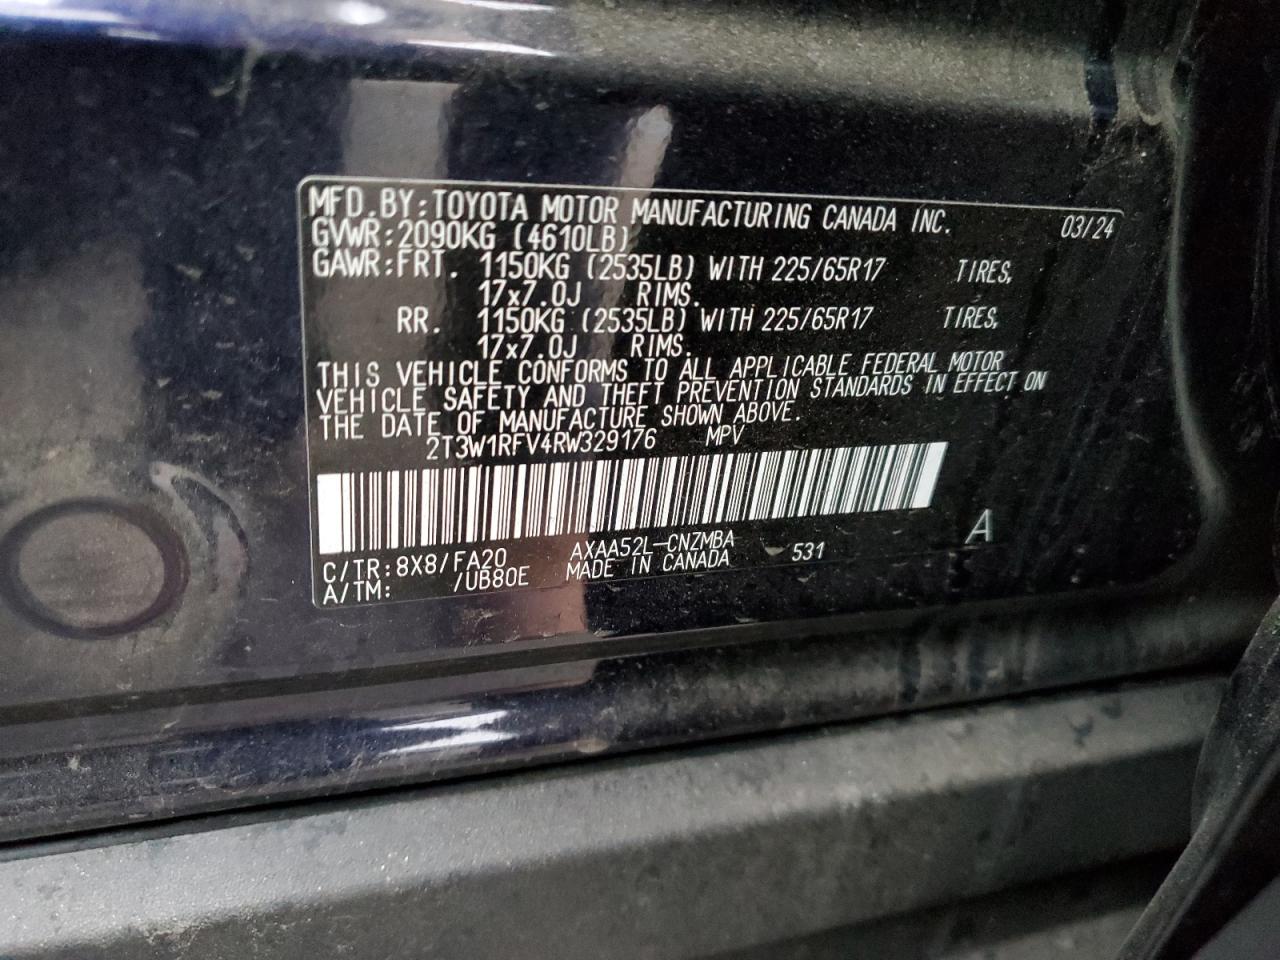 MFD.BY:TOYOTA MOTOR MANUFACTURING CANADA INC. 03/24
GVWR:2090KG (4610LB)
GAWR:FRT. 1150KG (2535LB) WITH 225/65R17 TIRES,
17x7.0J RIMS.
RR. 1150KG (2535LB) WITH 225/65R17 TIRES,
17x7.0J RIMS.
THIS VEHICLE CONFORMS TO ALL APPLICABLE FEDERAL MOTOR
VEHICLE SAFETY AND THEFT PREVENTION STANDARDS IN EFFECT ON
THE DATE OF MANUFACTURE SHOWN ABOVE.
2T3W1RFV4RW329176 MPV
C/TR:8X8/FA20 AXAA52L-CNZMBA 531 A
A/TM: /UB80E MADE IN CANADA